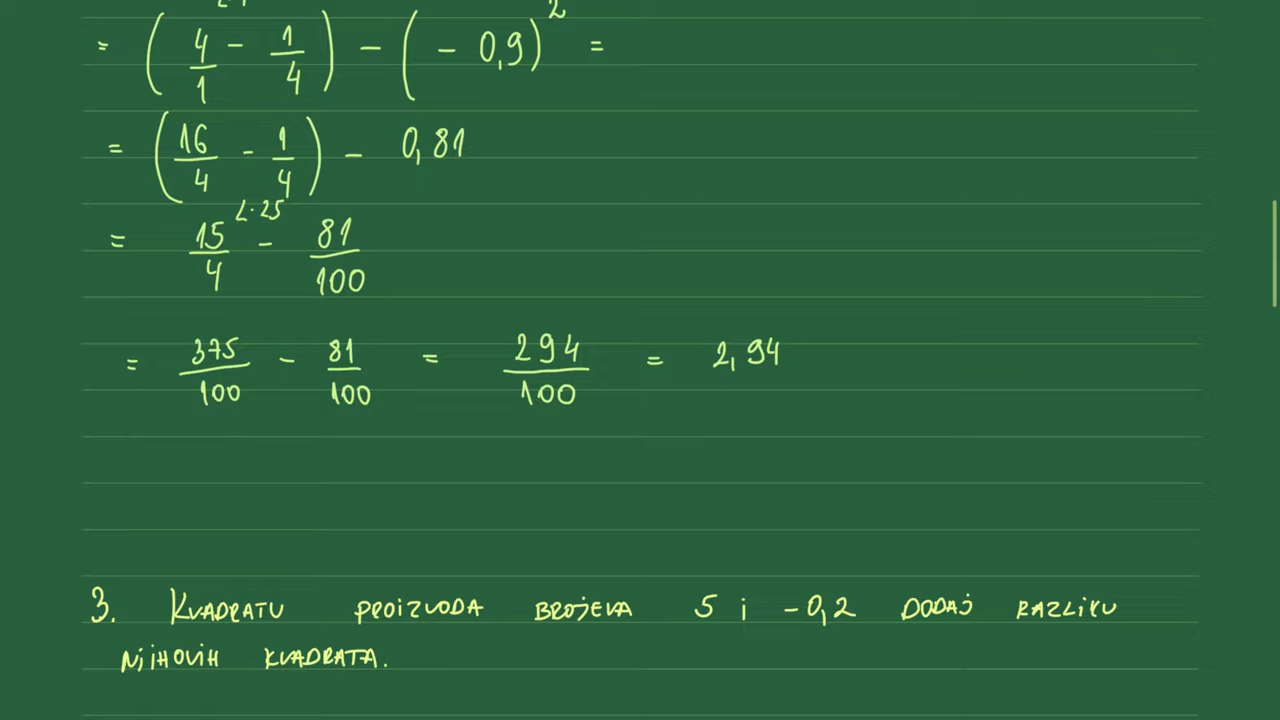 = (4/1 - 1/4) - (- 0,9)² =
= (16/4 - 1/4) - 0,81
= 15/4 ∠·25 - 81/100
= 375/100 - 81/100 = 294/100 = 2,94
3. KVADRATU PROIZVODA BROJEVA 5 i -0,2 DODAJ RAZLIKU
NJIHOVIH KVADRATA.